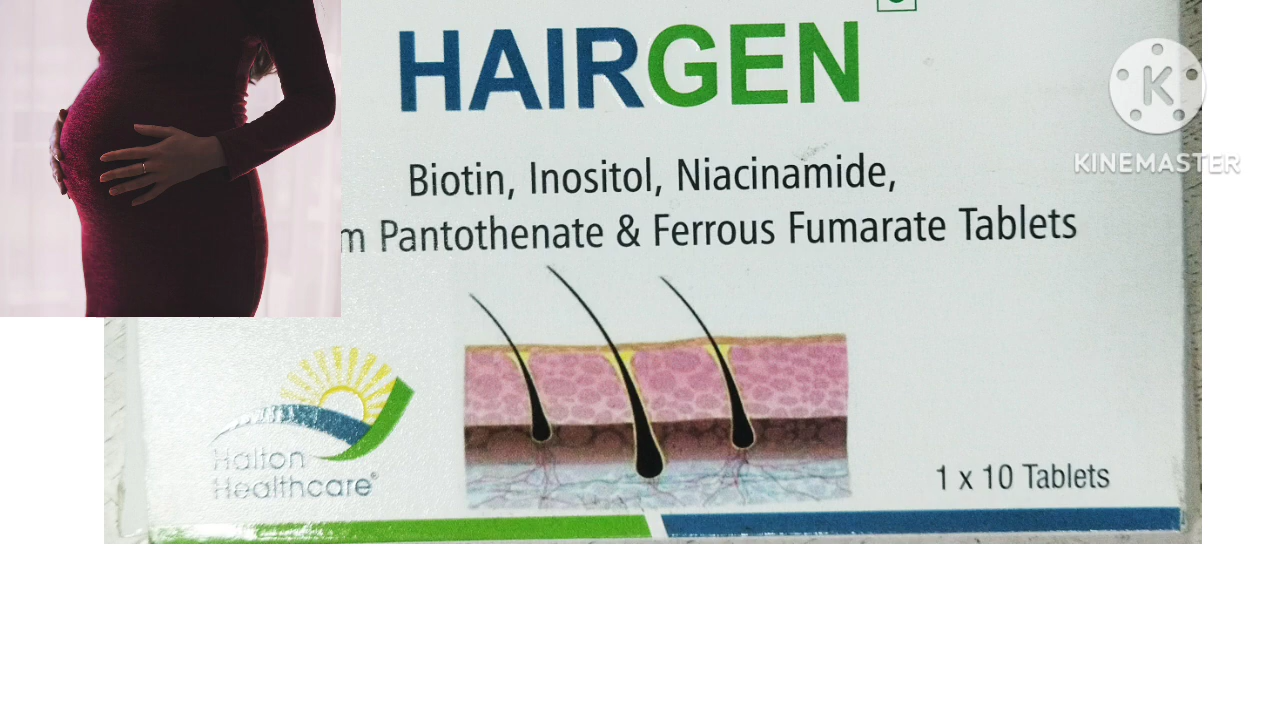 HAIRGEN
Biotin, Inositol, Niacinamide,
m Pantothenate & Ferrous Fumarate Tablets
Halton
Healthcare®
1 x 10 Tablets
K
KINEMASTER